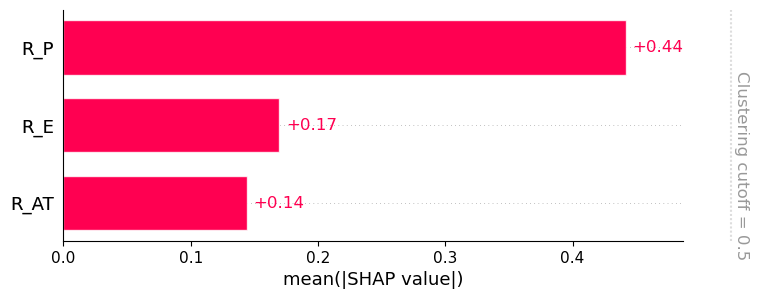 R_P
+0.44
R_E
+0.17
R_AT
+0.14
0.0 0.1 0.2 0.3 0.4
mean(|SHAP value|)
Clustering cutoff = 0.5